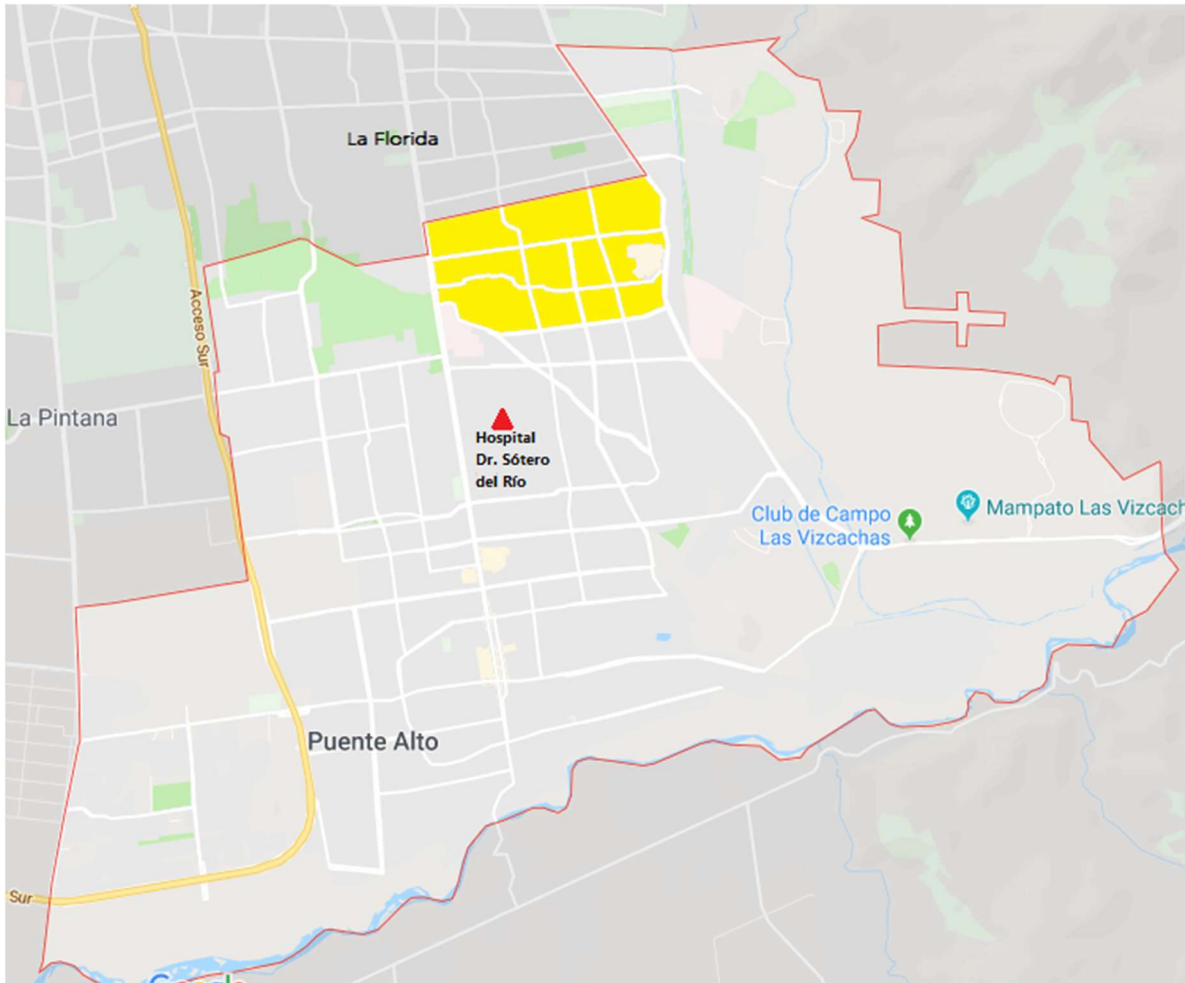 La Florida
Acceso Sur
La Pintana
Hospital
Dr. Sótero
del Río
Club de Campo
Las Vizcachas
Mampato Las Vizcach
Puente Alto
Sur
Google